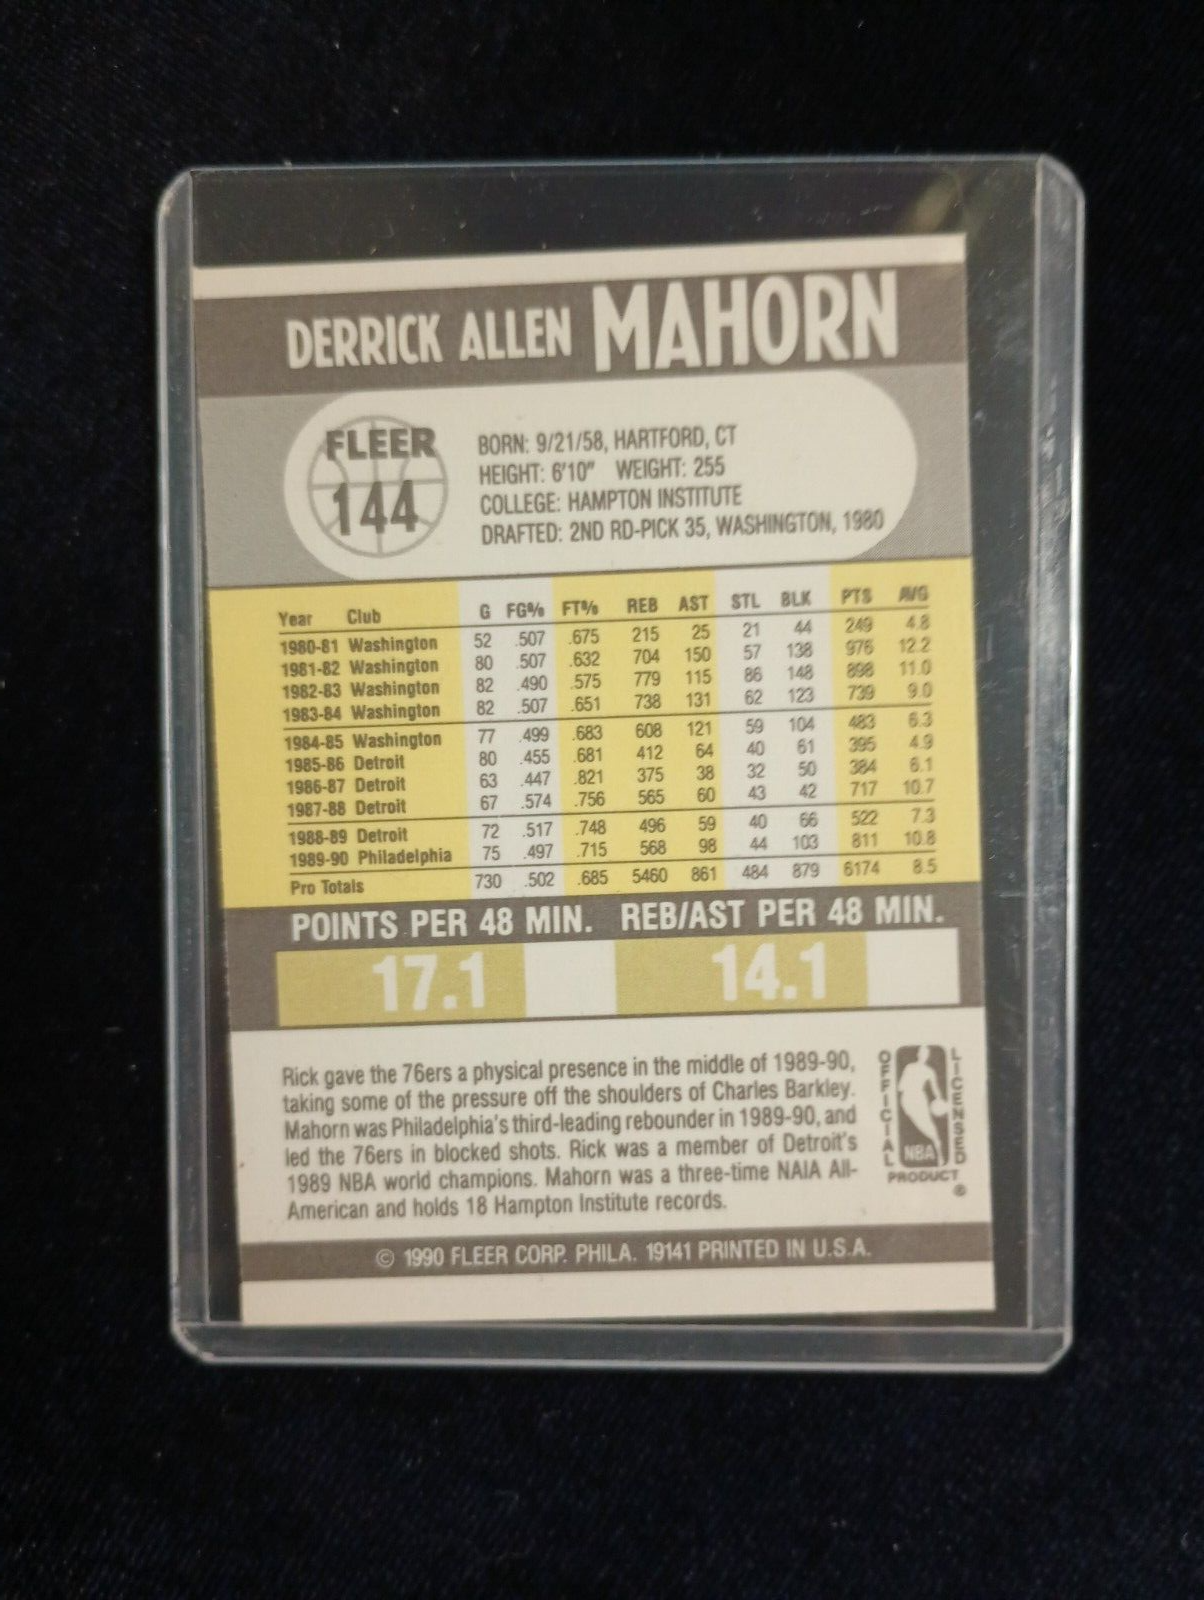 DERRICK ALLEN MAHORN
FLEER
144
BORN: 9/21/58, HARTFORD, CT
HEIGHT: 6'10" WEIGHT: 255
COLLEGE: HAMPTON INSTITUTE
DRAFTED: 2ND RD-PICK 35, WASHINGTON, 1980
Year Club G FG% FT% REB AST STL BLK PTS AVG
1980-81 Washington 52 .507 .675 215 25 21 44 249 4.8
1981-82 Washington 80 .507 .632 704 150 57 138 976 12.2
1982-83 Washington 82 .490 .575 779 115 86 148 898 11.0
1983-84 Washington 82 .507 .651 738 131 62 123 739 9.0
1984-85 Washington 77 .499 .683 608 121 59 104 483 6.3
1985-86 Detroit 80 .455 .681 412 64 40 61 395 4.9
1986-87 Detroit 63 .447 .821 375 38 32 50 384 6.1
1987-88 Detroit 67 .574 .756 565 60 43 42 717 10.7
1988-89 Detroit 72 .517 .748 496 59 40 66 522 7.3
1989-90 Philadelphia 75 .497 .715 568 98 44 103 811 10.8
Pro Totals 730 .502 .685 5460 861 484 879 6174 8.5
POINTS PER 48 MIN. REB/AST PER 48 MIN.
17.1 14.1
Rick gave the 76ers a physical presence in the middle of 1989-90,
taking some of the pressure off the shoulders of Charles Barkley.
Mahorn was Philadelphia's third-leading rebounder in 1989-90, and
led the 76ers in blocked shots. Rick was a member of Detroit's
1989 NBA world champions. Mahorn was a three-time NAIA All-
American and holds 18 Hampton Institute records.
OFFICIAL LICENSED
NBA
PRODUCT
®
© 1990 FLEER CORP. PHILA. 19141 PRINTED IN U.S.A.